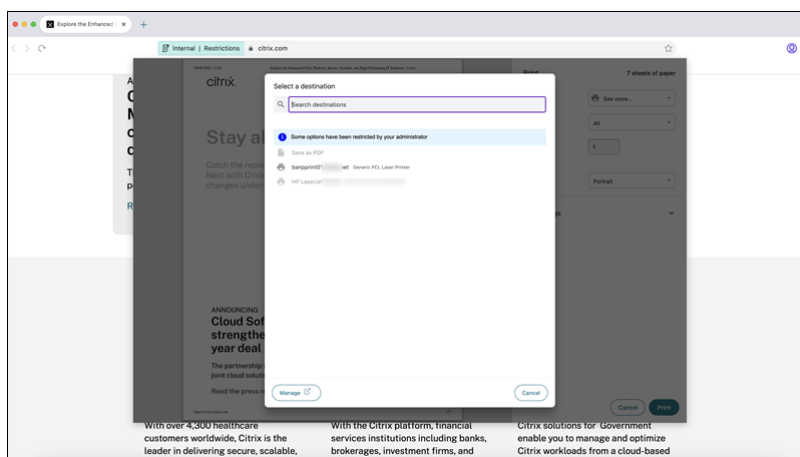 Explore the Enhanced
Internal | Restrictions
citrix.com
citrix
Stay al
Catch the repla
Next with Citrix
changes under
ANNOUNCING
Cloud Sof
strengthe
year deal
The partnership
joint cloud soluti
Read the press n
Print
7 sheets of paper
See more...
All
1
Portrait
Cancel
Print
Select a destination
Search destinations
Some options have been restricted by your administrator
Save as PDF
banpprint01 net Generic PCL Laser Printer
HP LaserJe
Manage
Cancel
With over 4,300 healthcare
customers worldwide, Citrix is the
leader in delivering secure, scalable,
With the Citrix platform, financial
services institutions including banks,
brokerages, investment firms, and
Citrix solutions for Government
enable you to manage and optimize
Citrix workloads from a cloud-based